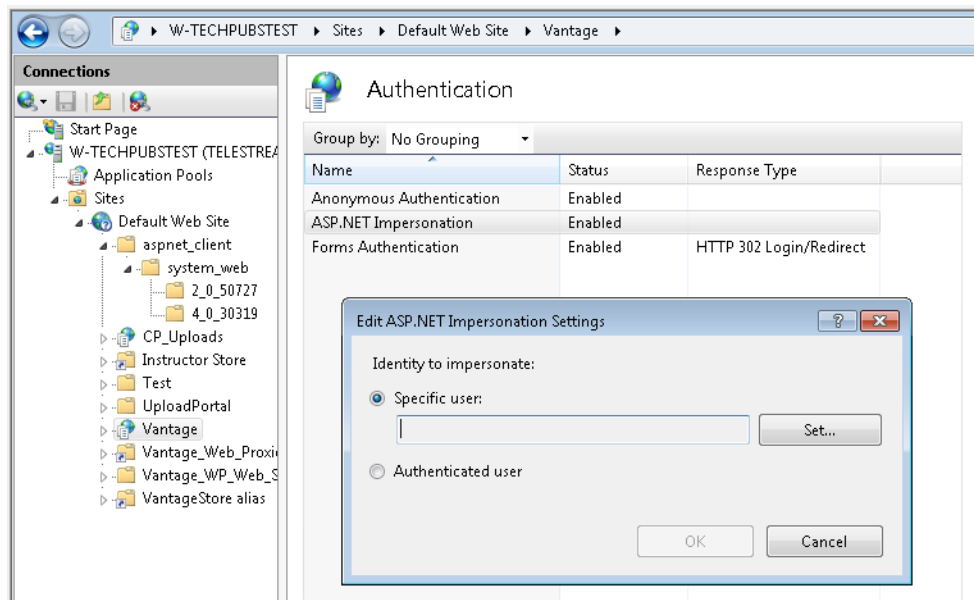 W-TECHPUBSTEST Sites Default Web Site Vantage
Connections
Start Page
W-TECHPUBSTEST (TELESTREA
Application Pools
Sites
Default Web Site
aspnet_client
system_web
2_0_50727
4_0_30319
CP_Uploads
Instructor Store
Test
UploadPortal
Vantage
Vantage_Web_Proxi
Vantage_WP_Web_S
VantageStore alias
Authentication
Group by: No Grouping
Name Status Response Type
Anonymous Authentication Enabled
ASP.NET Impersonation Enabled
Forms Authentication Enabled HTTP 302 Login/Redirect
Edit ASP.NET Impersonation Settings
Identity to impersonate:
Specific user:
Set...
Authenticated user
OK Cancel